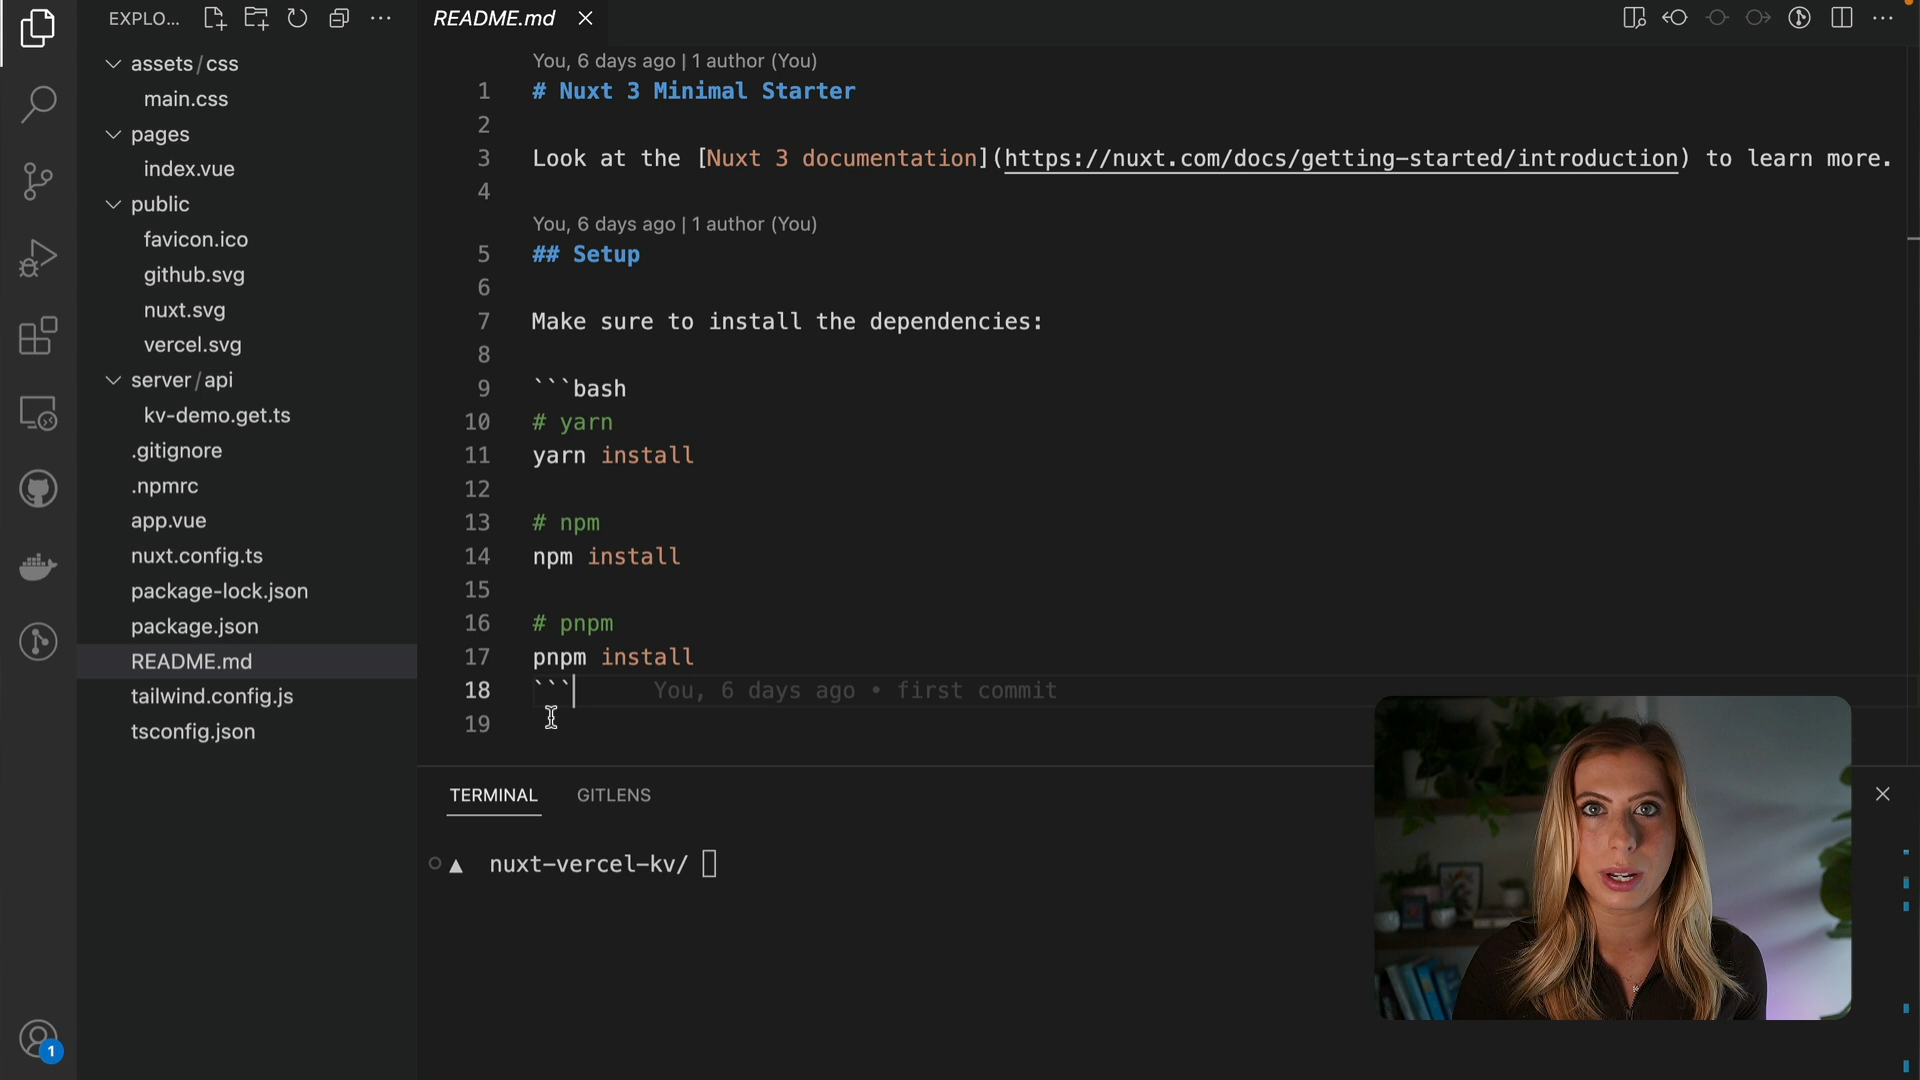 EXPLO...
assets/css
main.css
pages
index.vue
public
favicon.ico
github.svg
nuxt.svg
vercel.svg
server/api
kv-demo.get.ts
.gitignore
.npmrc
app.vue
nuxt.config.ts
package-lock.json
package.json
README.md
tailwind.config.js
tsconfig.json
1
README.md
You, 6 days ago | 1 author (You)
1 # Nuxt 3 Minimal Starter
2
3 Look at the [Nuxt 3 documentation](https://nuxt.com/docs/getting-started/introduction) to learn more.
4
You, 6 days ago | 1 author (You)
5 ## Setup
6
7 Make sure to install the dependencies:
8
9 ```bash
10 # yarn
11 yarn install
12
13 # npm
14 npm install
15
16 # pnpm
17 pnpm install
18 ``` You, 6 days ago • first commit
19
TERMINAL GITLENS
▲ nuxt-vercel-kv/